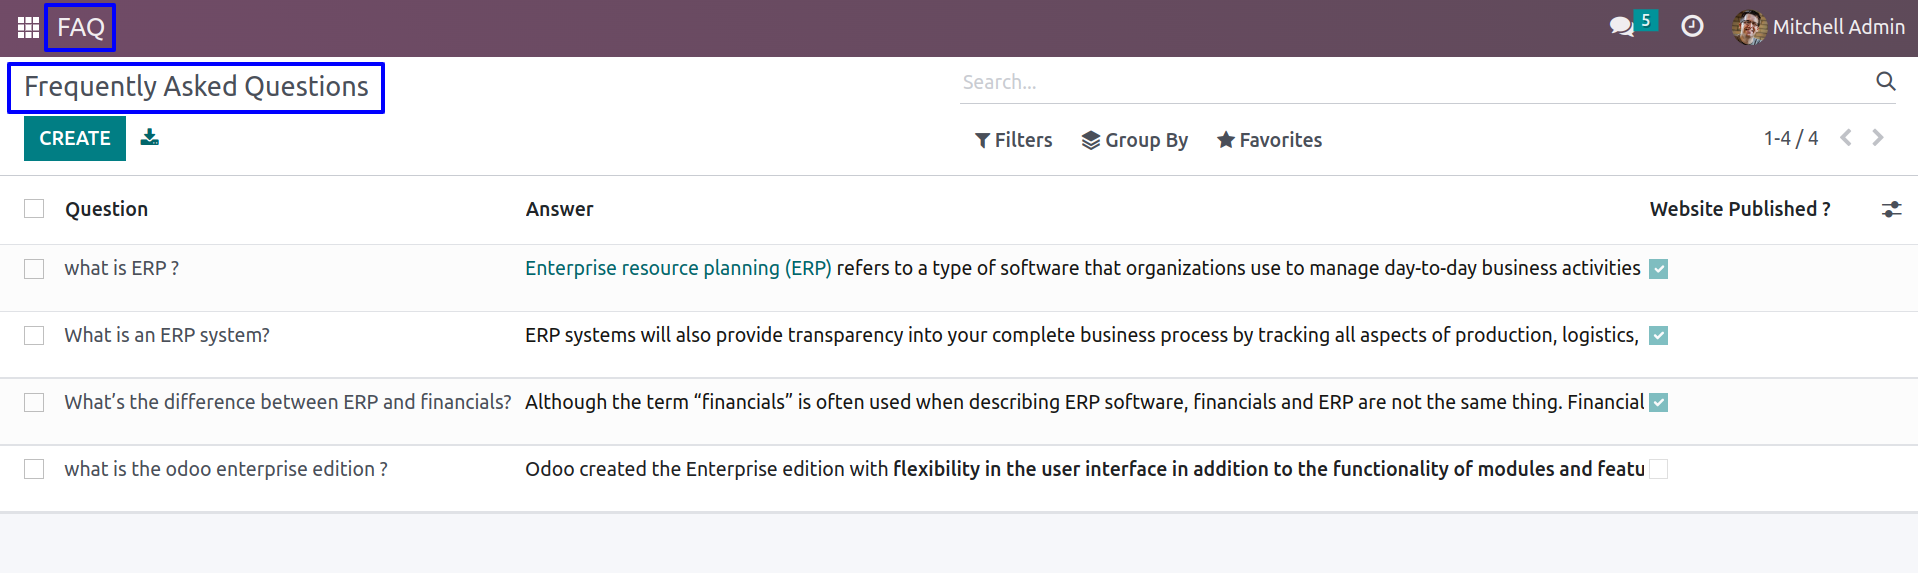 FAQ
5
Mitchell Admin
Frequently Asked Questions
Search...
CREATE
Filters
Group By
Favorites
1-4 / 4
Question
Answer
Website Published ?
what is ERP ?
Enterprise resource planning (ERP) refers to a type of software that organizations use to manage day-to-day business activities
What is an ERP system?
ERP systems will also provide transparency into your complete business process by tracking all aspects of production, logistics,
What’s the difference between ERP and financials?
Although the term “financials” is often used when describing ERP software, financials and ERP are not the same thing. Financial
what is the odoo enterprise edition ?
Odoo created the Enterprise edition with flexibility in the user interface in addition to the functionality of modules and featu